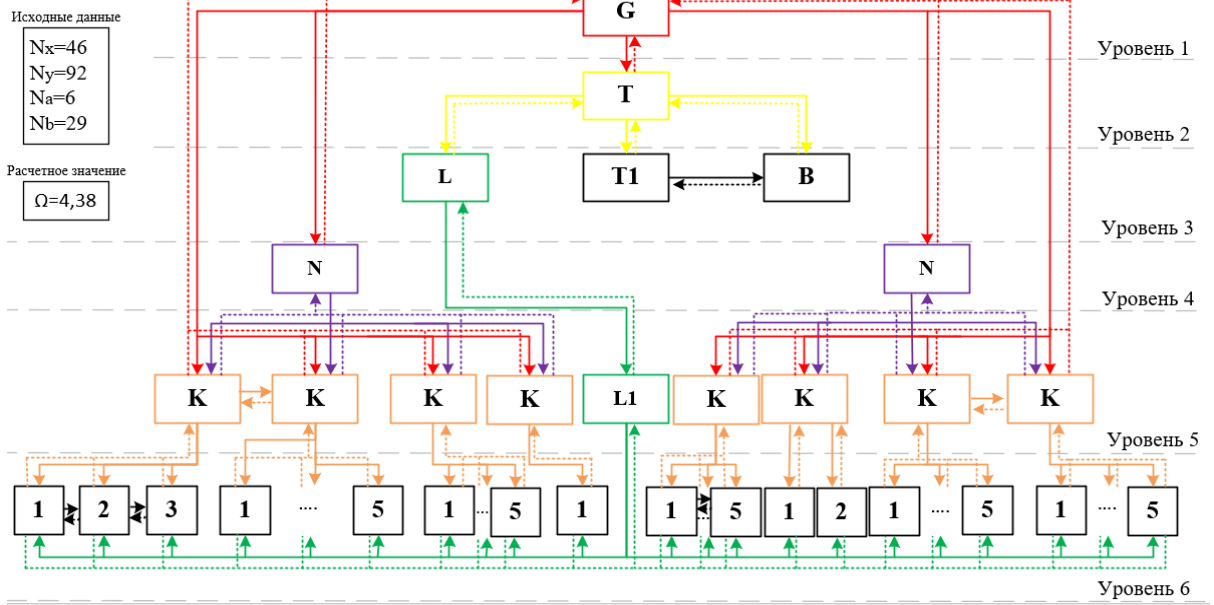 Исходные данные
Nx=46
Ny=92
Na=6
Nb=29
Расчетное значение
Ω=4,38
G
Уровень 1
T
Уровень 2
L T1 B
Уровень 3
N N
Уровень 4
K K K K L1 K K K K
Уровень 5
1 2 3 1 .... 5 1 ... 5 1 1 .... 5 1 2 1 .... 5 1 .... 5
Уровень 6